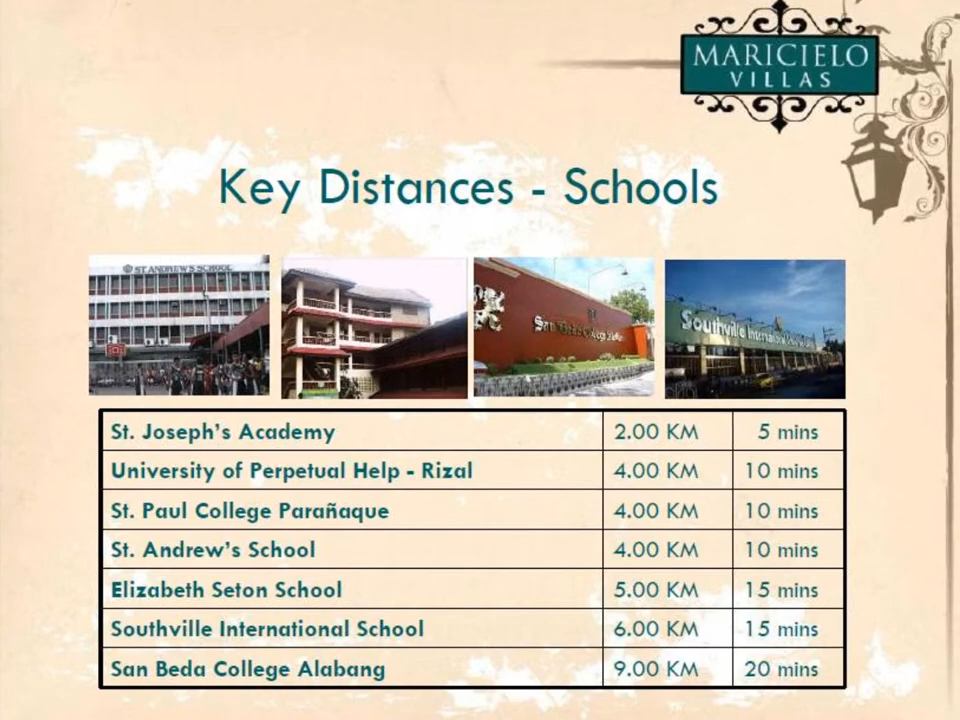 MARICIELO
VILLAS
Key Distances - Schools
ST. ANDREW'S SCHOOL
San Beda College
Southville International
St. Joseph's Academy 2.00 KM 5 mins
University of Perpetual Help - Rizal 4.00 KM 10 mins
St. Paul College Parañaque 4.00 KM 10 mins
St. Andrew's School 4.00 KM 10 mins
Elizabeth Seton School 5.00 KM 15 mins
Southville International School 6.00 KM 15 mins
San Beda College Alabang 9.00 KM 20 mins